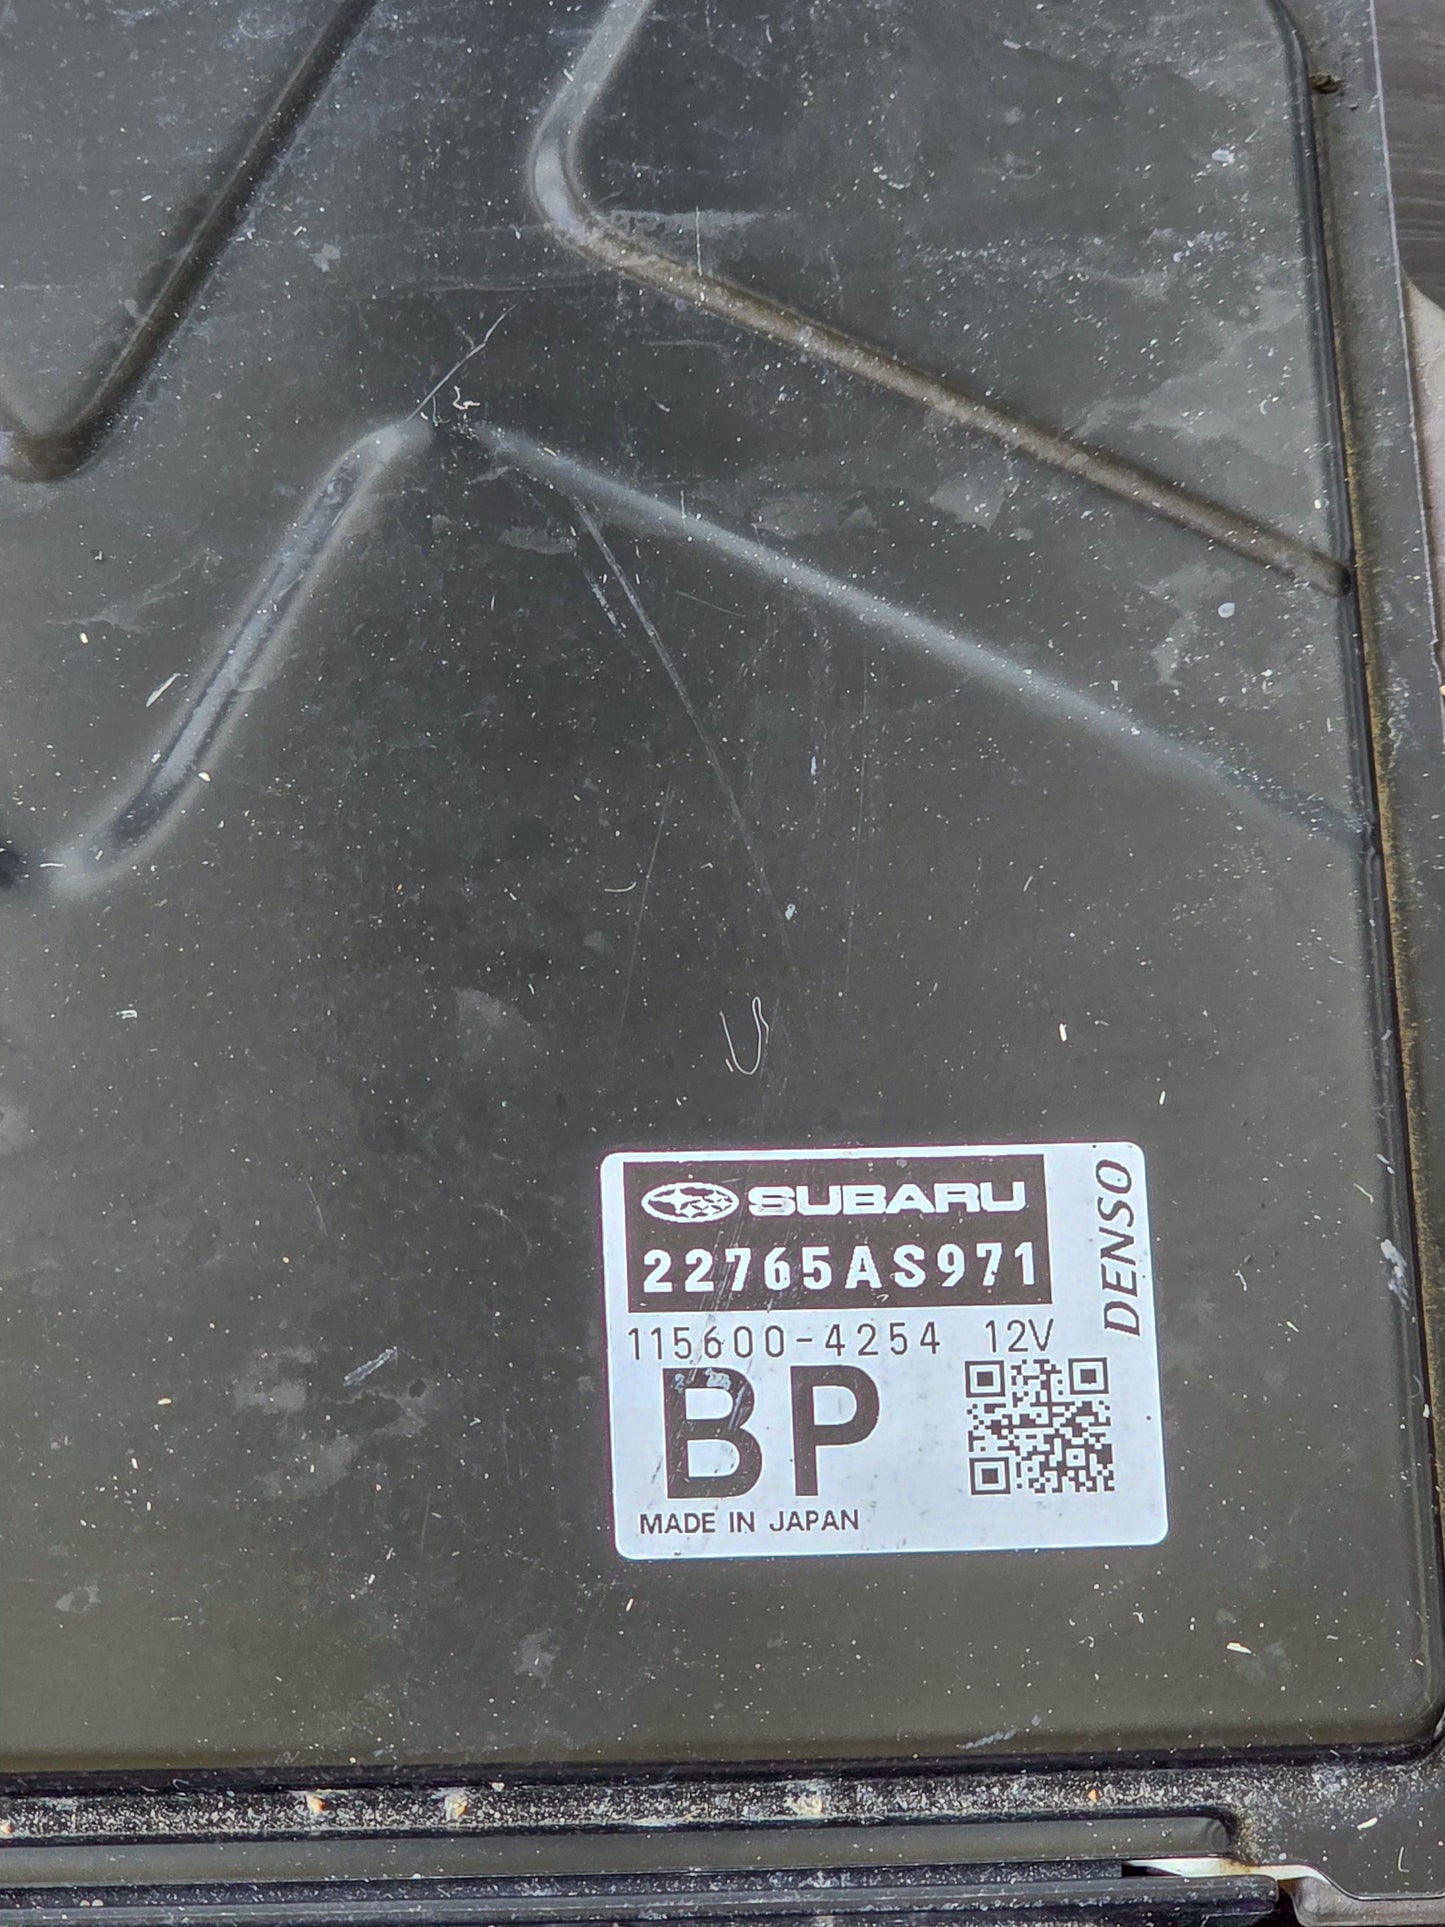 SUBARU
22765AS971
DENSO
115600-4254 12V
BP
MADE IN JAPAN